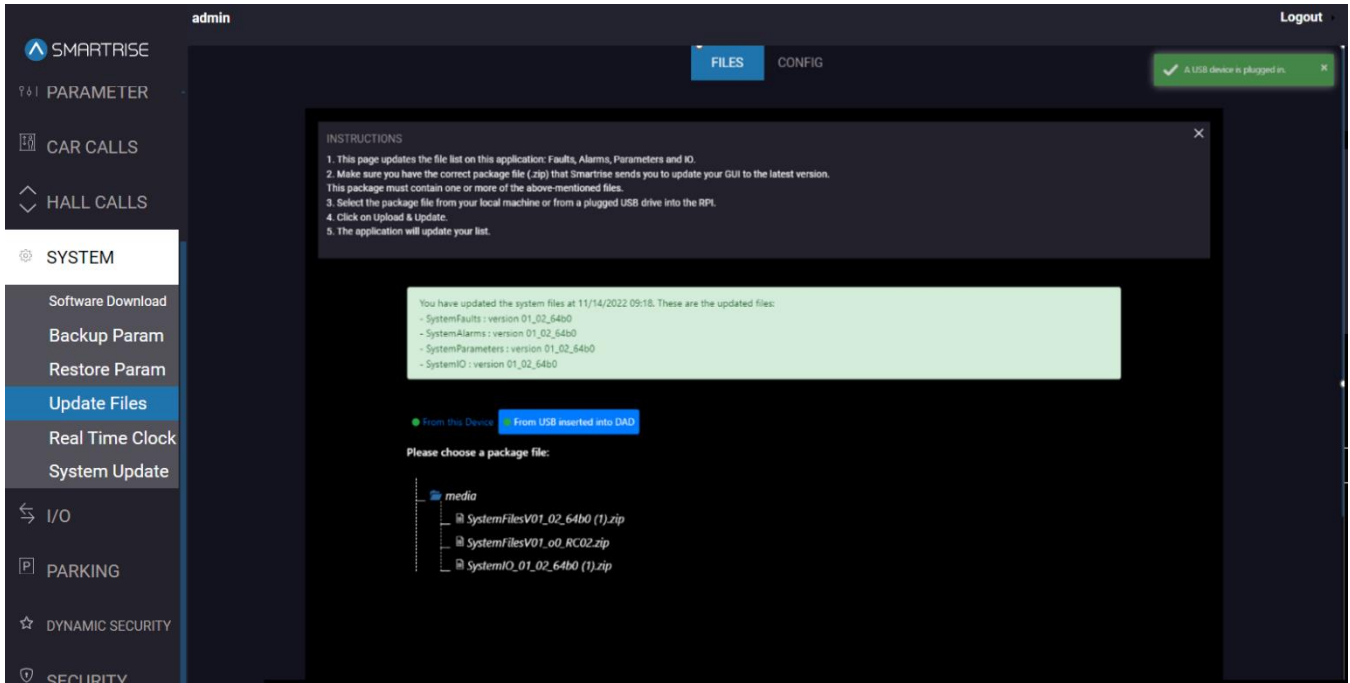 admin
Logout
SMARTRISE
PARAMETER
CAR CALLS
HALL CALLS
SYSTEM
Software Download
Backup Param
Restore Param
Update Files
Real Time Clock
System Update
I/O
P
PARKING
DYNAMIC SECURITY
SECURITY
FILES
CONFIG
A USB device is plugged in.
INSTRUCTIONS
1. This page updates the file list on this application: Faults, Alarms, Parameters and IO.
2. Make sure you have the correct package file (.zip) that Smartrise sends you to update your GUI to the latest version.
This package must contain one or more of the above-mentioned files.
3. Select the package file from your local machine or from a plugged USB drive into the RPI.
4. Click on Upload & Update.
5. The application will update your list.
You have updated the system files at 11/14/2022 09:18. These are the updated files:
- SystemFaults : version 01_02_64b0
- SystemAlarms : version 01_02_64b0
- SystemParameters : version 01_02_64b0
- SystemIO : version 01_02_64b0
From this Device
From USB inserted into DAD
Please choose a package file:
media
SystemFilesV01_02_64b0 (1).zip
SystemFilesV01_o0_RC02.zip
SystemIO_01_02_64b0 (1).zip